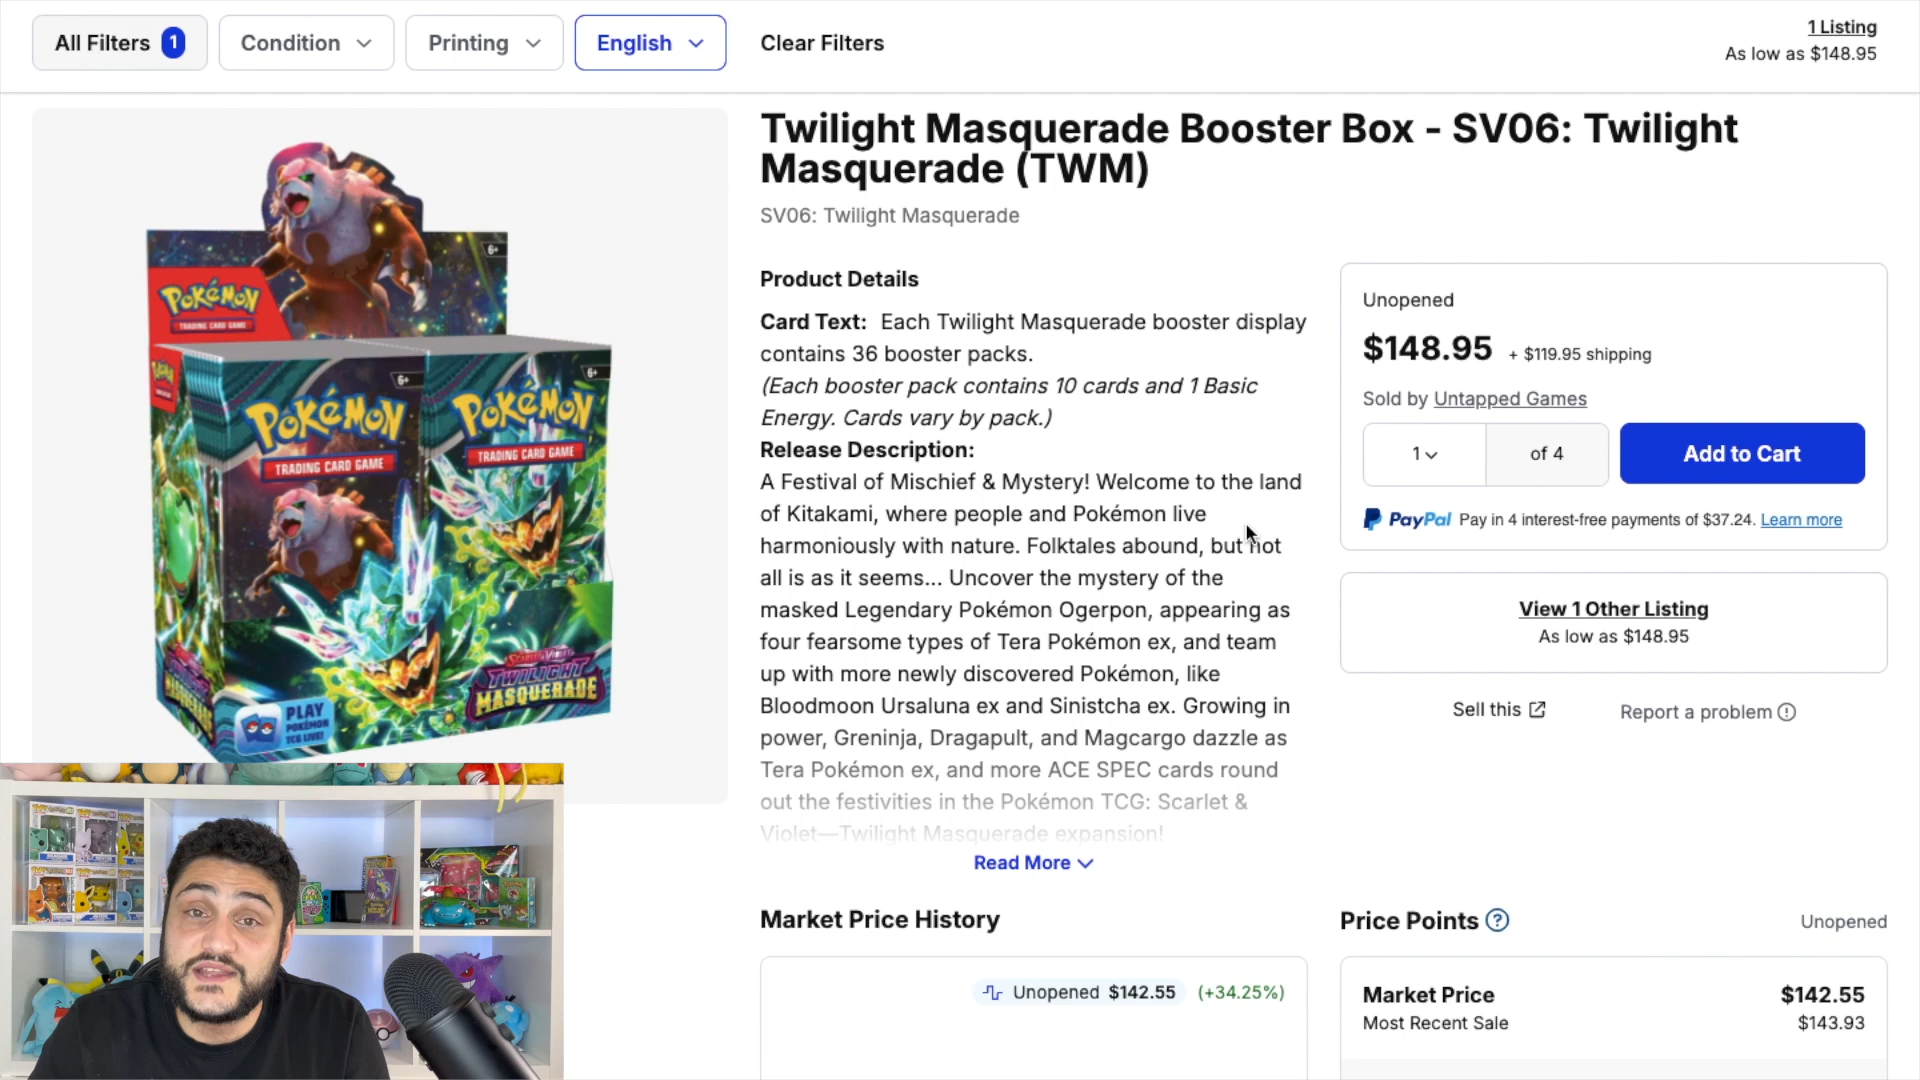 All Filters 1
Condition
Printing
English
Clear Filters
1 Listing
As low as $148.95
Twilight Masquerade Booster Box - SV06: Twilight
Masquerade (TWM)
SV06: Twilight Masquerade
Product Details
Card Text: Each Twilight Masquerade booster display
contains 36 booster packs.
(Each booster pack contains 10 cards and 1 Basic
Energy. Cards vary by pack.)
Release Description:
A Festival of Mischief & Mystery! Welcome to the land
of Kitakami, where people and Pokémon live
harmoniously with nature. Folktales abound, but not
all is as it seems... Uncover the mystery of the
masked Legendary Pokémon Ogerpon, appearing as
four fearsome types of Tera Pokémon ex, and team
up with more newly discovered Pokémon, like
Bloodmoon Ursaluna ex and Sinistcha ex. Growing in
power, Greninja, Dragapult, and Magcargo dazzle as
Tera Pokémon ex, and more ACE SPEC cards round
out the festivities in the Pokémon TCG: Scarlet &
Violet—Twilight Masquerade expansion!
Read More
Unopened
$148.95 + $119.95 shipping
Sold by Untapped Games
1 of 4
Add to Cart
PayPal Pay in 4 interest-free payments of $37.24. Learn more
View 1 Other Listing
As low as $148.95
Sell this
Report a problem
Market Price History
Unopened $142.55 (+34.25%)
Price Points ?
Unopened
Market Price $142.55
Most Recent Sale $143.93
6+
POKéMON
TRADING CARD GAME
6+
POKéMON
TRADING CARD GAME
6+
POKéMON
TRADING CARD GAME
TWILIGHT
MASQUERADE
PLAY
POKéMON
TCG LIVE!